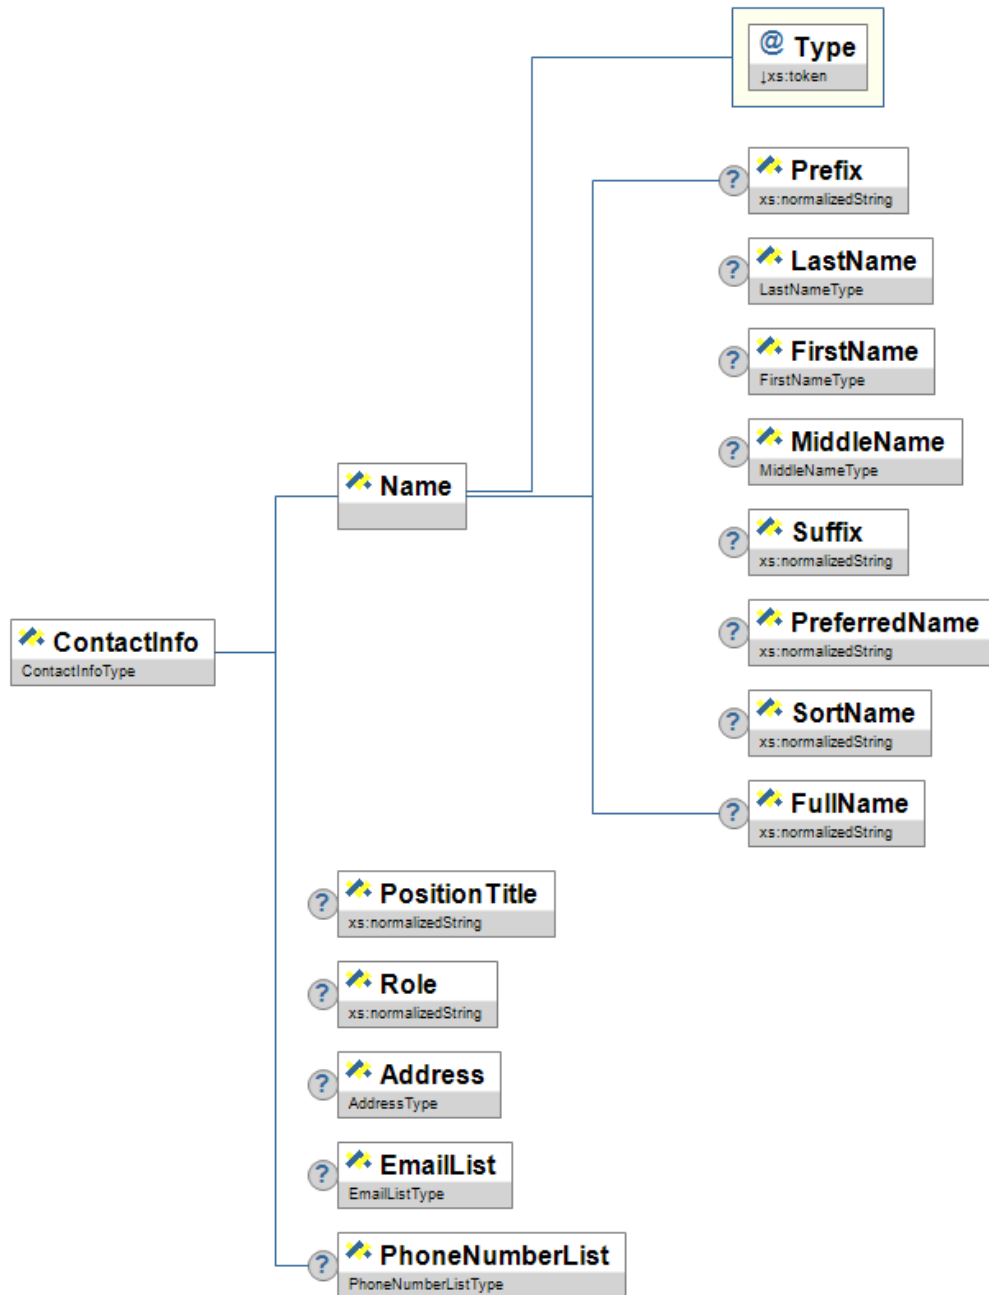 @ Type
↓xs:token
? Prefix
xs:normalizedString
? LastName
LastNameType
? FirstName
FirstNameType
? MiddleName
MiddleNameType
Name
? Suffix
xs:normalizedString
? PreferredName
xs:normalizedString
ContactInfo
ContactInfoType
? SortName
xs:normalizedString
? FullName
xs:normalizedString
? PositionTitle
xs:normalizedString
? Role
xs:normalizedString
? Address
AddressType
? EmailList
EmailListType
? PhoneNumberList
PhoneNumberListType